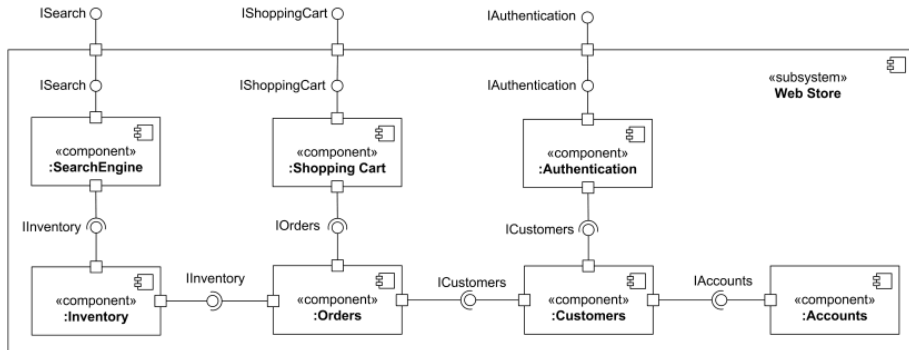 ISearch
IShoppingCart
IAuthentication
ISearch
IShoppingCart
IAuthentication
«subsystem»
Web Store
«component»
:SearchEngine
«component»
:Shopping Cart
«component»
:Authentication
IInventory
IOrders
ICustomers
IInventory
ICustomers
IAccounts
«component»
:Inventory
«component»
:Orders
«component»
:Customers
«component»
:Accounts